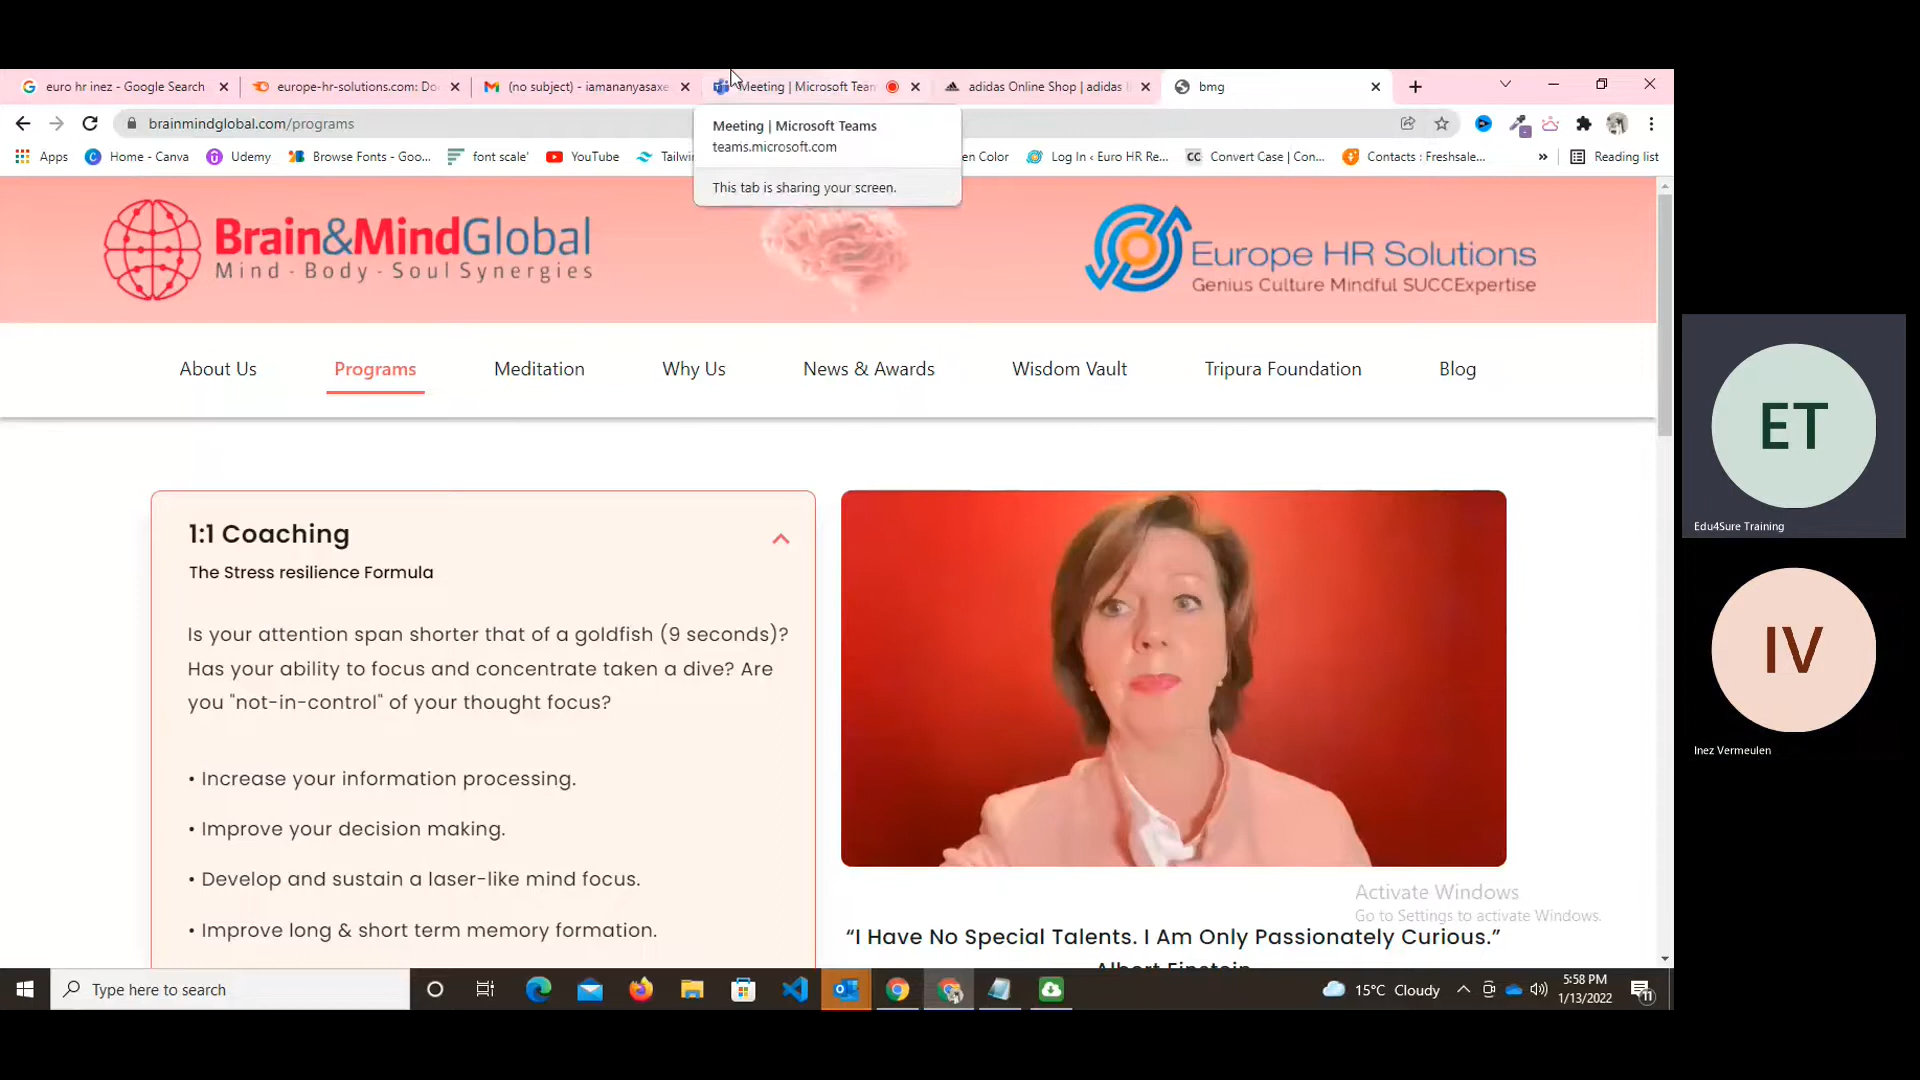 euro hr inez - Google Search
europe-hr-solutions.com: Do
(no subject) - iamananyasaxe
Meeting | Microsoft Tean
adidas Online Shop | adidas
bmg
brainmindglobal.com/programs
Meeting | Microsoft Teams
teams.microsoft.com
This tab is sharing your screen.
Apps
Home - Canva
Udemy
Browse Fonts - Goo...
font scale'
YouTube
Tailwi
en Color
Log In ‹ Euro HR Re...
CC Convert Case | Con...
Contacts : Freshsale...
»
Reading list
Brain&MindGlobal
Mind - Body - Soul Synergies
Europe HR Solutions
Genius Culture Mindful SUCCExpertise
About Us
Programs
Meditation
Why Us
News & Awards
Wisdom Vault
Tripura Foundation
Blog
1:1 Coaching
The Stress resilience Formula
Is your attention span shorter that of a goldfish (9 seconds)?
Has your ability to focus and concentrate taken a dive? Are
you "not-in-control" of your thought focus?
• Increase your information processing.
• Improve your decision making.
• Develop and sustain a laser-like mind focus.
• Improve long & short term memory formation.
Activate Windows
Go to Settings to activate Windows.
“I Have No Special Talents. I Am Only Passionately Curious.”
Albert Einstein
ET
Edu4Sure Training
IV
Inez Vermeulen
Type here to search
15°C Cloudy
5:58 PM
1/13/2022
11